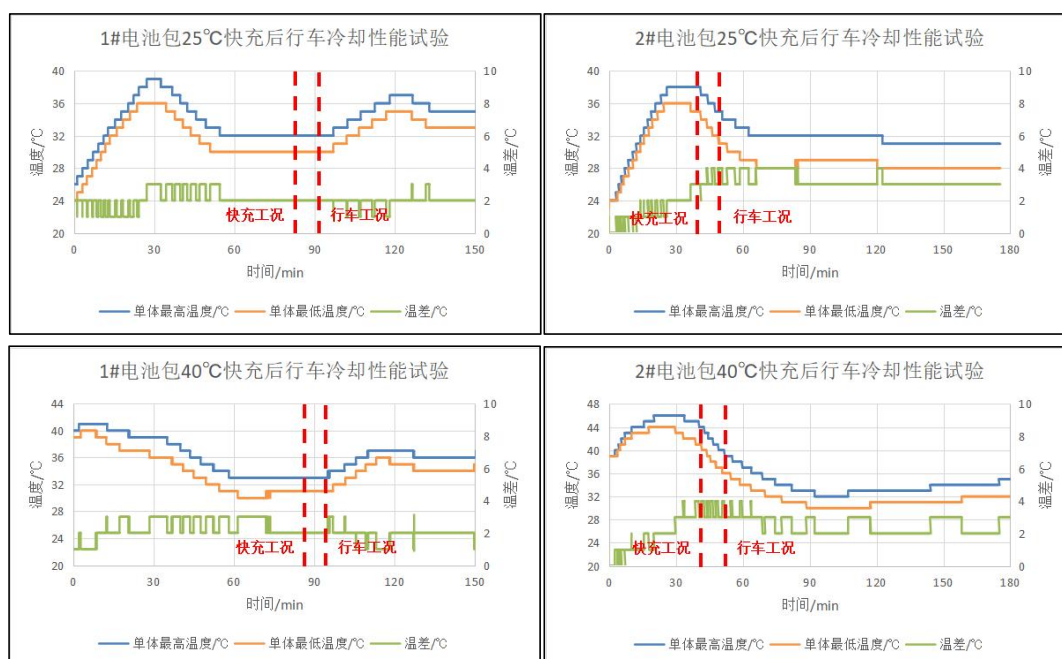 1#电池包25℃快充后行车冷却性能试验
40
36
32
28
24
20
10
8
6
4
2
0
温度/℃
温差/℃
快充工况
行车工况
0 30 60 90 120 150
时间/min
单体最高温度/℃ 单体最低温度/℃ 温差/℃
2#电池包25℃快充后行车冷却性能试验
40
36
32
28
24
20
10
8
6
4
2
0
温度/℃
温差/℃
快充工况
行车工况
0 30 60 90 120 150 180
时间/min
单体最高温度/℃ 单体最低温度/℃ 温差/℃
1#电池包40℃快充后行车冷却性能试验
44
40
36
32
28
24
20
10
8
6
4
2
0
温度/℃
温差/℃
快充工况
行车工况
0 30 60 90 120 150
时间/min
单体最高温度/℃ 单体最低温度/℃ 温差/℃
2#电池包40℃快充后行车冷却性能试验
48
44
40
36
32
28
24
20
10
8
6
4
2
0
温度/℃
温差/℃
快充工况
行车工况
0 30 60 90 120 150 180
时间/min
单体最高温度/℃ 单体最低温度/℃ 温差/℃